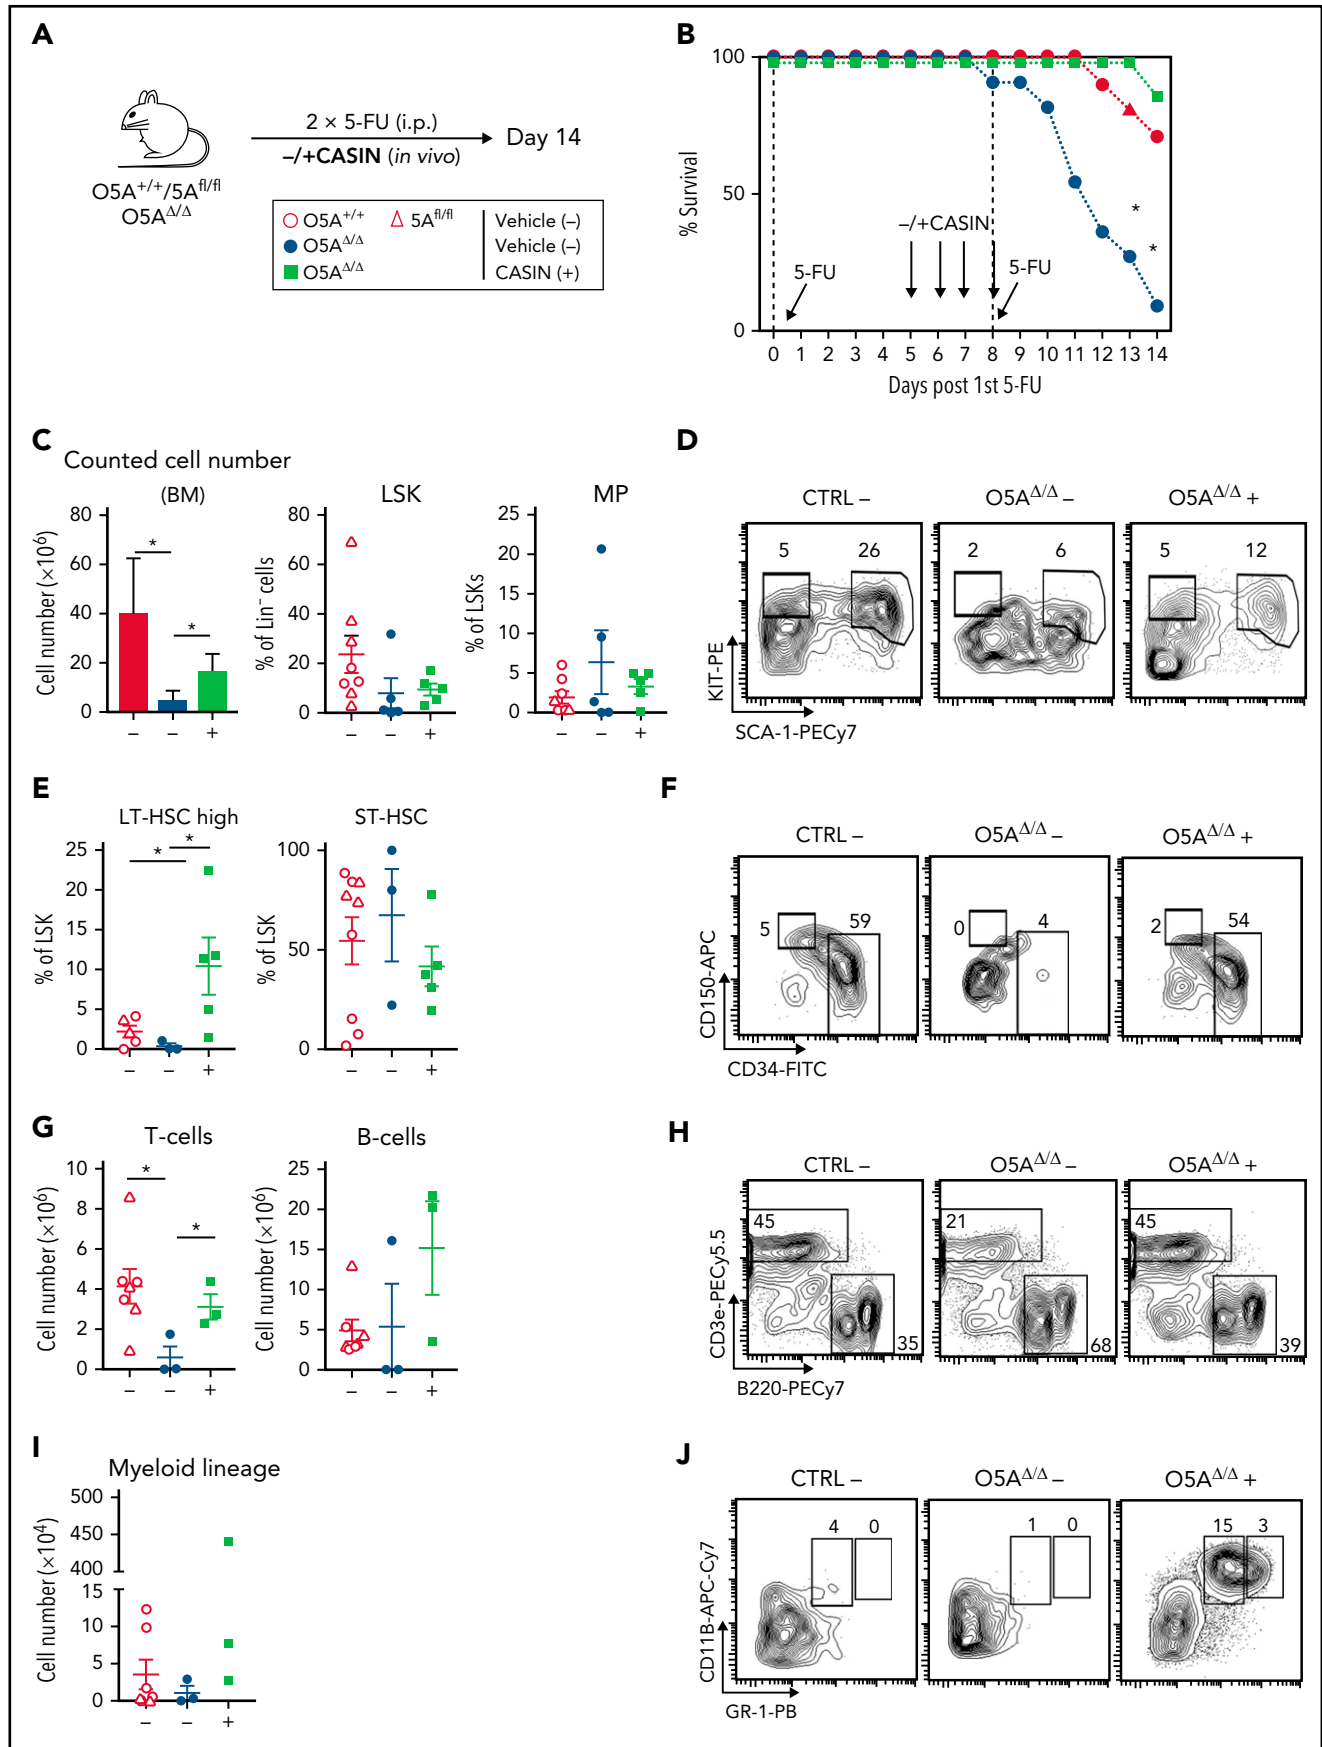 A
2 × 5-FU (i.p.)
–/+CASIN (in vivo)
Day 14
O5A+/+/5Afl/fl
O5AΔ/Δ
O5A+/+ 5Afl/fl Vehicle (–)
O5AΔ/Δ Vehicle (–)
O5AΔ/Δ CASIN (+)
B
% Survival
100
50
0
–/+CASIN
5-FU
5-FU
*
*
0 1 2 3 4 5 6 7 8 9 10 11 12 13 14
Days post 1st 5-FU
C
Counted cell number
(BM)
Cell number (×10⁶)
80
60
40
20
0
*
*
– – +
LSK
% of Lin⁻ cells
80
60
40
20
0
– – +
MP
% of LSKs
25
20
15
10
5
0
– – +
D
CTRL –
O5AΔ/Δ –
O5AΔ/Δ +
5 26
2 6
5 12
KIT-PE
SCA-1-PECy7
E
LT-HSC high
% of LSK
25
20
15
10
5
0
*
*
– – +
ST-HSC
% of LSK
100
50
0
– – +
F
CTRL –
O5AΔ/Δ –
O5AΔ/Δ +
5 59
0 4
2 54
CD150-APC
CD34-FITC
G
T-cells
Cell number (×10⁶)
10
8
6
4
2
0
*
*
– – +
B-cells
Cell number (×10⁶)
25
20
15
10
5
0
– – +
H
CTRL –
O5AΔ/Δ –
O5AΔ/Δ +
45
35
21
68
45
39
CD3e-PECy5.5
B220-PECy7
I
Myeloid lineage
Cell number (×10⁴)
500
450
400
15
10
5
0
– – +
J
CTRL –
O5AΔ/Δ –
O5AΔ/Δ +
4 0
1 0
15 3
CD11B-APC-Cy7
GR-1-PB